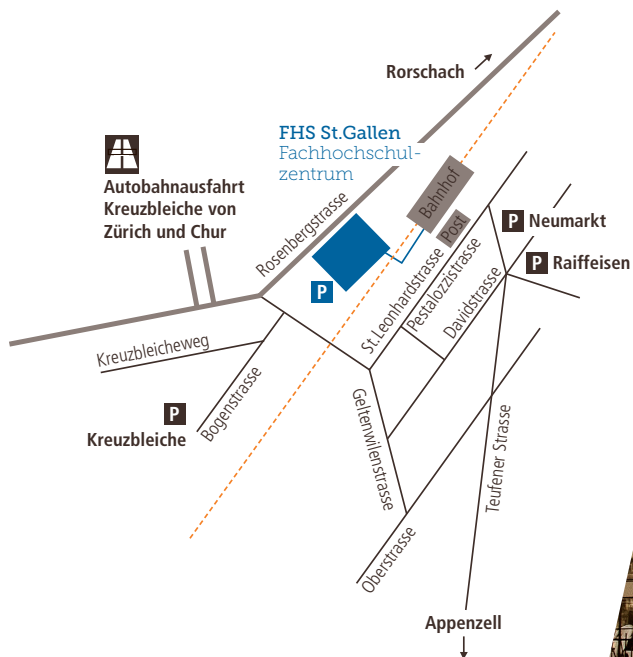 Rorschach
FHS St.Gallen
Fachhochschul-
zentrum
Autobahnausfahrt
Kreuzbleiche von
Zürich und Chur
Rosenbergstrasse
Bahnhof
Post
P Neumarkt
P Raiffeisen
P
St.Leonhardstrasse
Pestalozzistrasse
Davidstrasse
Kreuzbleicheweg
Bogenstrasse
P
Kreuzbleiche
Geltenwilenstrasse
Teufener Strasse
Oberstrasse
Appenzell